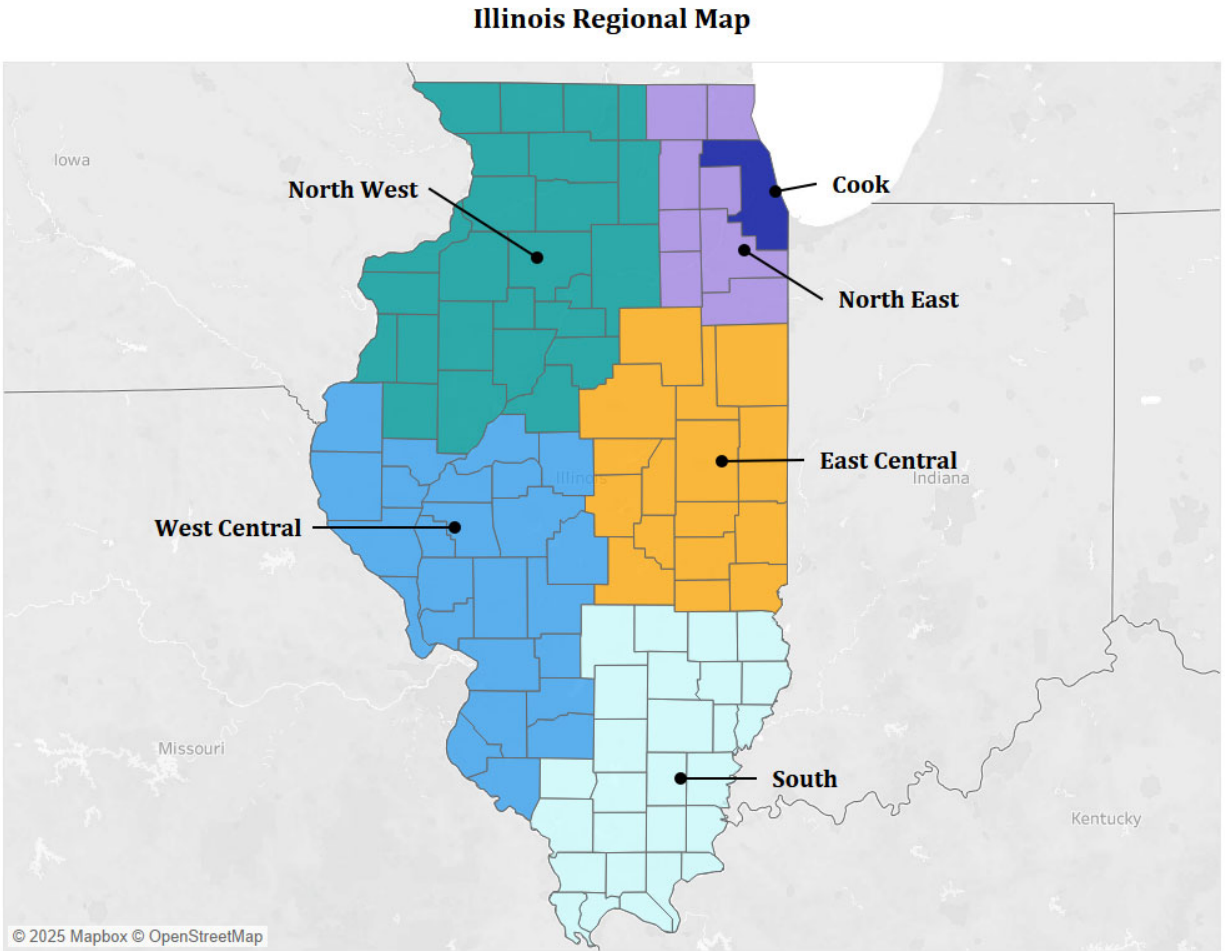 Illinois Regional Map
Iowa
North West
Cook
North East
East Central
Illinois
Indiana
West Central
Missouri
South
Kentucky
© 2025 Mapbox © OpenStreetMap